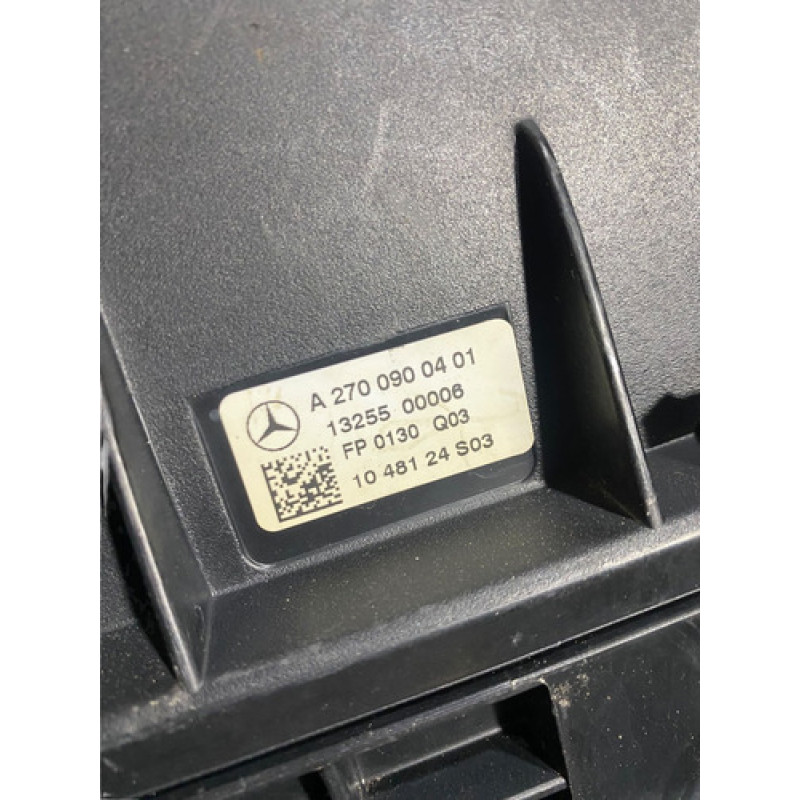 A 270 090 04 01
13255 00006
FP 0130 Q03
10 481 24 S03